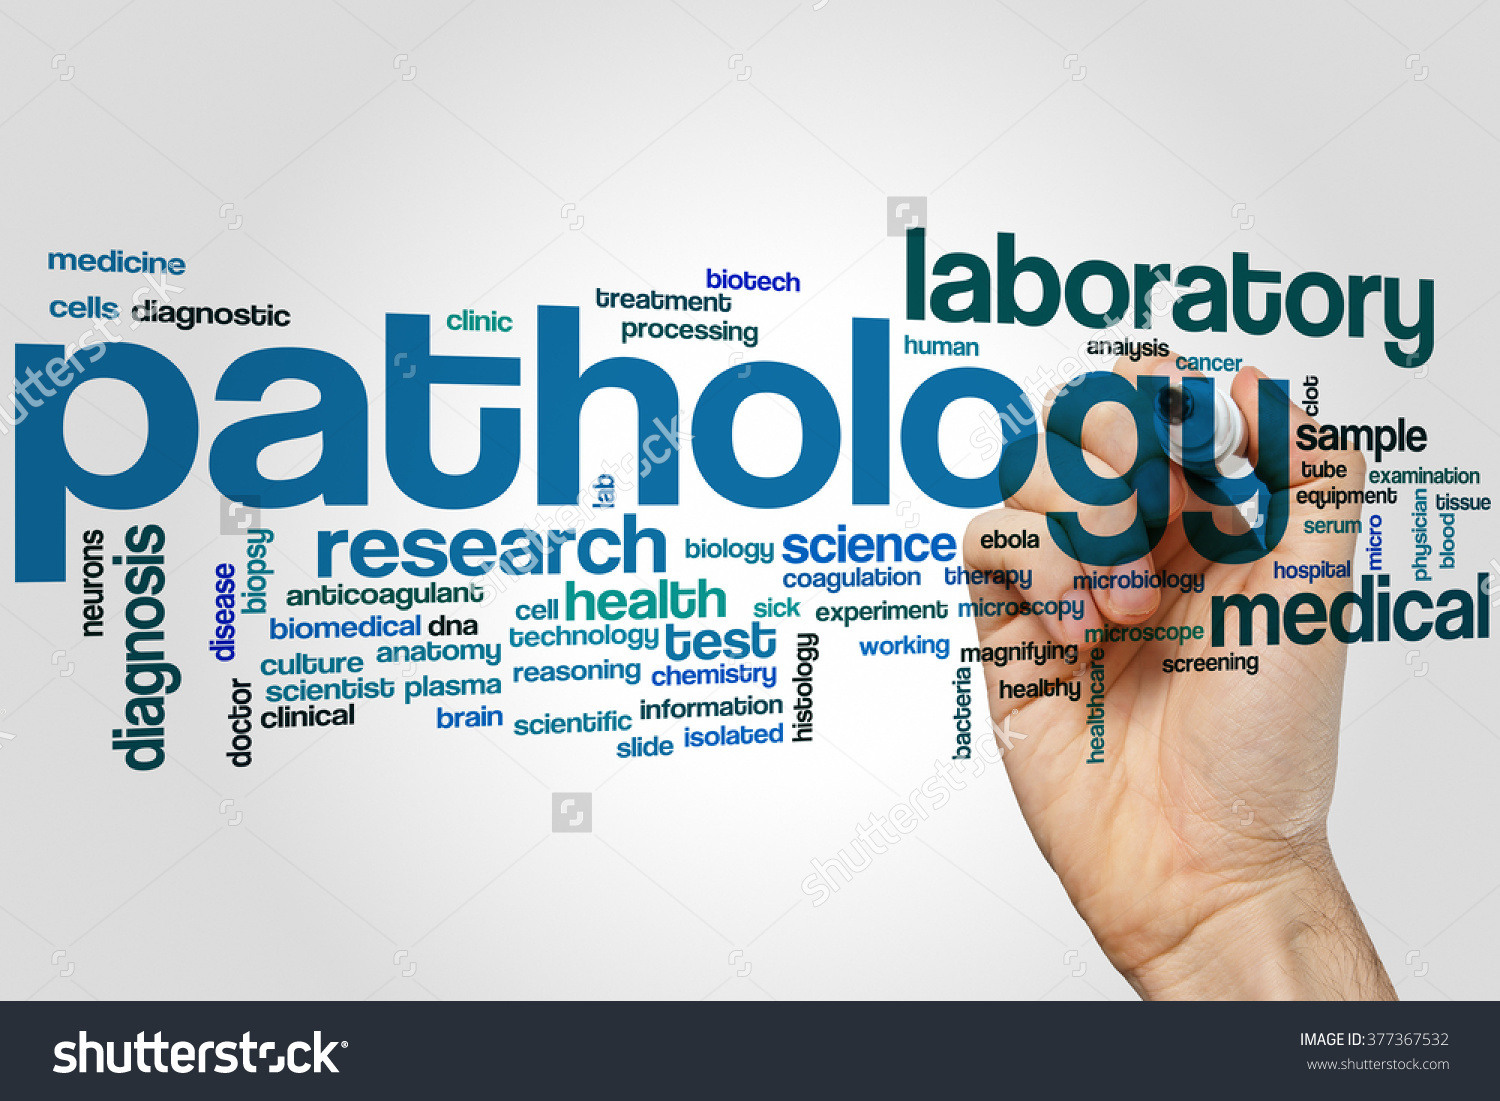 medicine
cells
diagnostic
clinic
treatment
processing
biotech
laboratory
human
analysis
cancer
pathology
clot
sample
tube
examination
equipment
tissue
serum
micro
physician
blood
hospital
medical
lab
neurons
diagnosis
disease
biopsy
doctor
research
biology
science
ebola
coagulation
therapy
microbiology
anticoagulant
cell
health
sick
experiment
microscopy
biomedical
dna
technology
test
working
magnifying
microscope
screening
culture
anatomy
reasoning
chemistry
histology
healthy
healthcare
bacteria
scientist
plasma
clinical
brain
scientific
information
slide
isolated
shutterstock
shutterstock
shutterstock
shutterstock
shutterstock®
IMAGE ID: 377367532
www.shutterstock.com